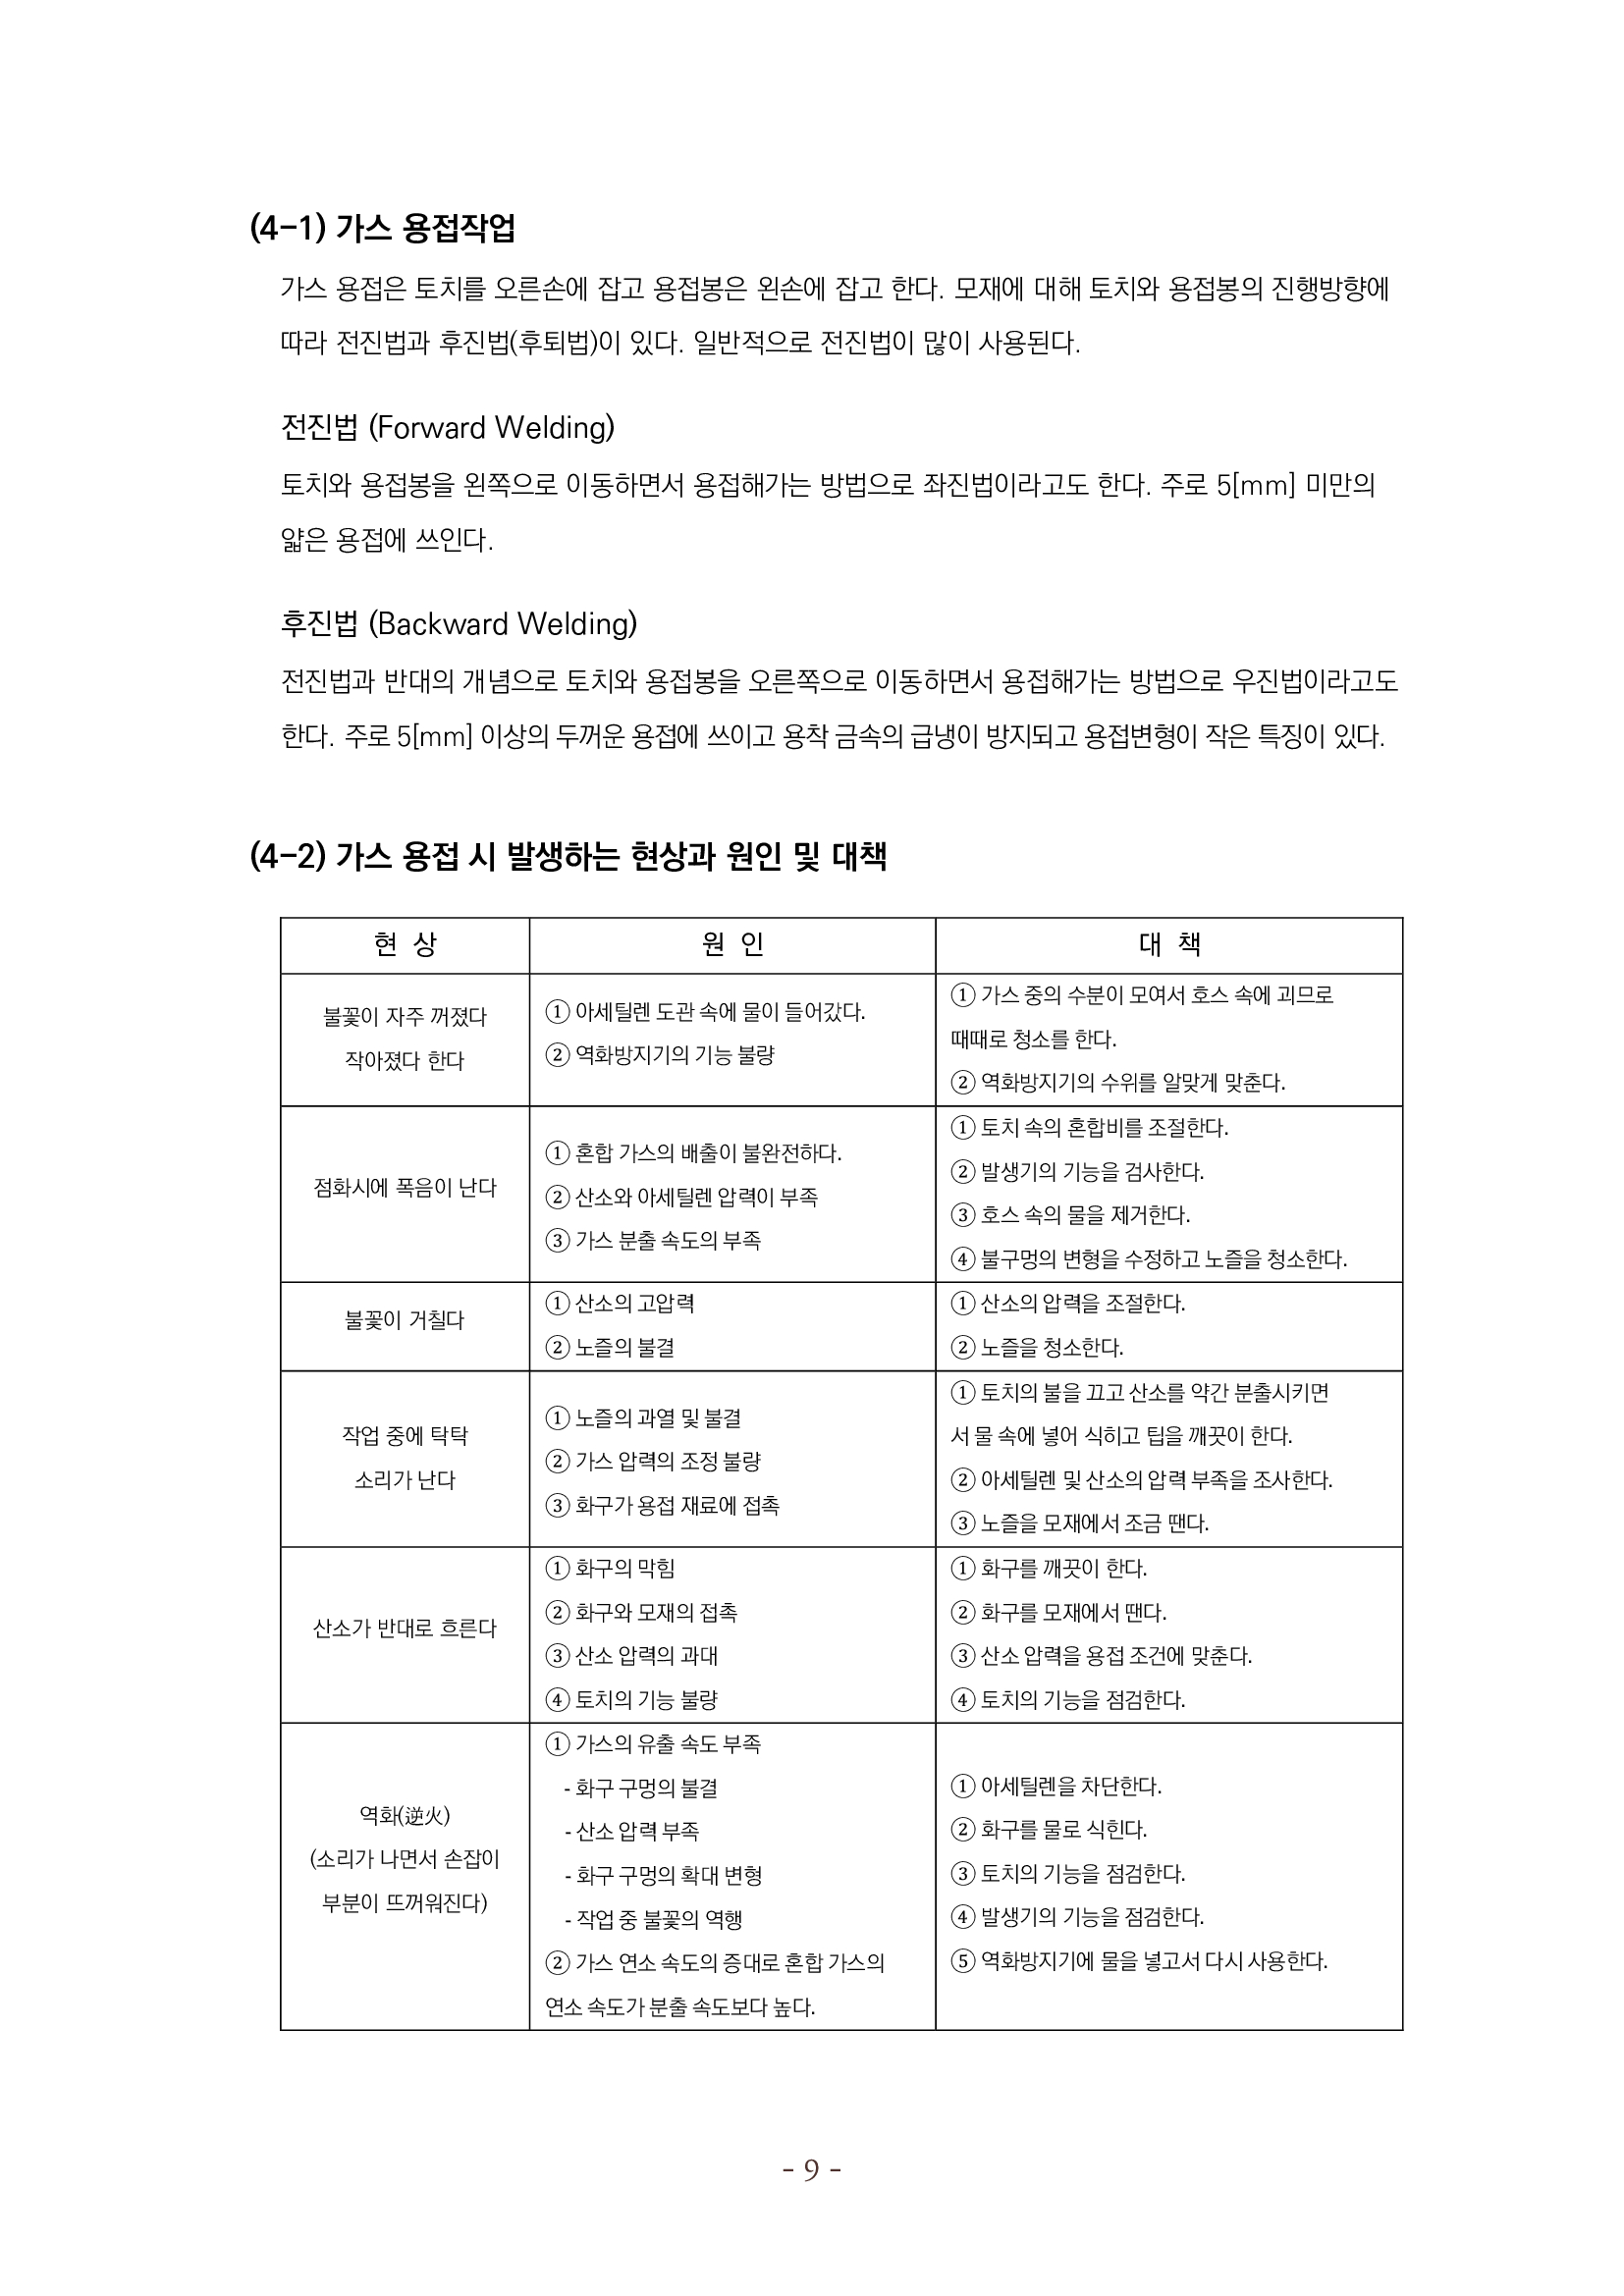 (4-1) 가스 용접작업
가스 용접은 토치를 오른손에 잡고 용접봉은 왼손에 잡고 한다. 모재에 대해 토치와 용접봉의 진행방향에
따라 전진법과 후진법(후퇴법)이 있다. 일반적으로 전진법이 많이 사용된다.
전진법 (Forward Welding)
토치와 용접봉을 왼쪽으로 이동하면서 용접해가는 방법으로 좌진법이라고도 한다. 주로 5[mm] 미만의
얇은 용접에 쓰인다.
후진법 (Backward Welding)
전진법과 반대의 개념으로 토치와 용접봉을 오른쪽으로 이동하면서 용접해가는 방법으로 우진법이라고도
한다. 주로 5[mm] 이상의 두꺼운 용접에 쓰이고 용착 금속의 급냉이 방지되고 용접변형이 작은 특징이 있다.
(4-2) 가스 용접 시 발생하는 현상과 원인 및 대책
현 상
원 인
대 책
불꽃이 자주 꺼졌다
작아졌다 한다
① 아세틸렌 도관 속에 물이 들어갔다.
② 역화방지기의 기능 불량
① 가스 중의 수분이 모여서 호스 속에 괴므로
때때로 청소를 한다.
② 역화방지기의 수위를 알맞게 맞춘다.
점화시에 폭음이 난다
① 혼합 가스의 배출이 불완전하다.
② 산소와 아세틸렌 압력이 부족
③ 가스 분출 속도의 부족
① 토치 속의 혼합비를 조절한다.
② 발생기의 기능을 검사한다.
③ 호스 속의 물을 제거한다.
④ 불구멍의 변형을 수정하고 노즐을 청소한다.
불꽃이 거칠다
① 산소의 고압력
② 노즐의 불결
① 산소의 압력을 조절한다.
② 노즐을 청소한다.
작업 중에 탁탁
소리가 난다
① 노즐의 과열 및 불결
② 가스 압력의 조정 불량
③ 화구가 용접 재료에 접촉
① 토치의 불을 끄고 산소를 약간 분출시키면
서 물 속에 넣어 식히고 팁을 깨끗이 한다.
② 아세틸렌 및 산소의 압력 부족을 조사한다.
③ 노즐을 모재에서 조금 땐다.
산소가 반대로 흐른다
① 화구의 막힘
② 화구와 모재의 접촉
③ 산소 압력의 과대
④ 토치의 기능 불량
① 화구를 깨끗이 한다.
② 화구를 모재에서 땐다.
③ 산소 압력을 용접 조건에 맞춘다.
④ 토치의 기능을 점검한다.
역화(逆火)
(소리가 나면서 손잡이
부분이 뜨꺼워진다)
① 가스의 유출 속도 부족
- 화구 구멍의 불결
- 산소 압력 부족
- 화구 구멍의 확대 변형
- 작업 중 불꽃의 역행
② 가스 연소 속도의 증대로 혼합 가스의
연소 속도가 분출 속도보다 높다.
① 아세틸렌을 차단한다.
② 화구를 물로 식힌다.
③ 토치의 기능을 점검한다.
④ 발생기의 기능을 점검한다.
⑤ 역화방지기에 물을 넣고서 다시 사용한다.
- 9 -